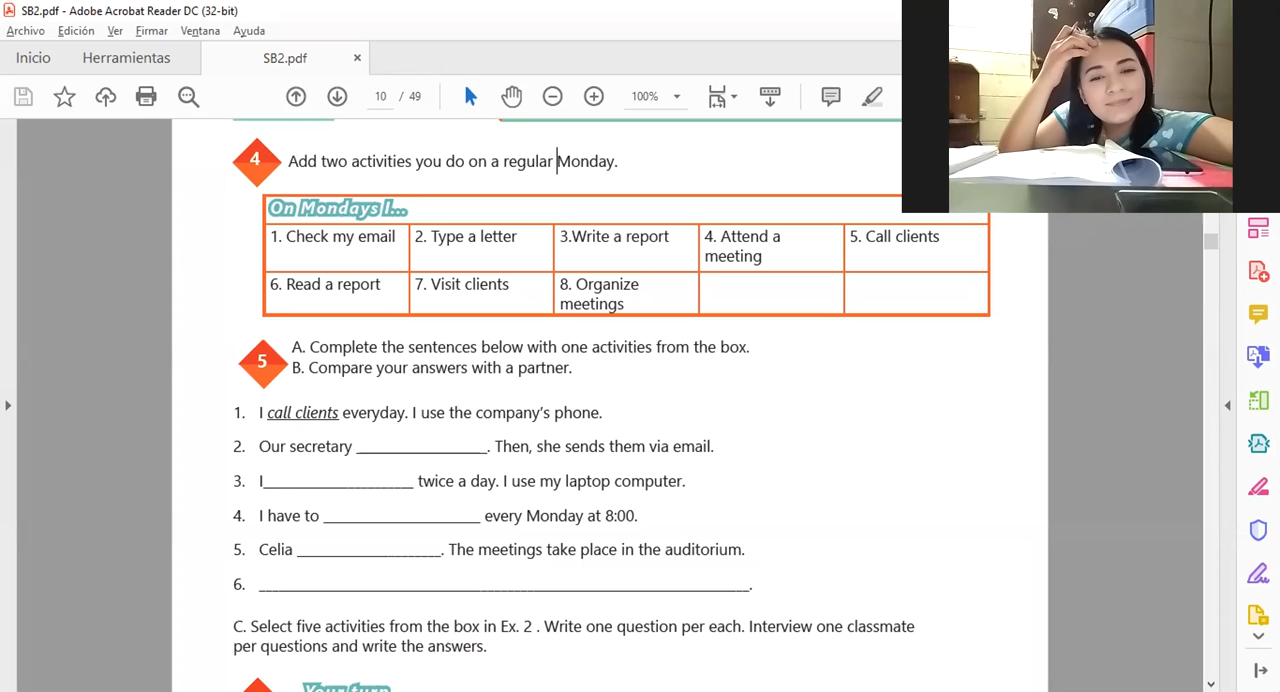 SB2.pdf - Adobe Acrobat Reader DC (32-bit)
Archivo Edición Ver Firmar Ventana Ayuda
Inicio Herramientas SB2.pdf ×
10 / 49 100%
4 Add two activities you do on a regular Monday.
On Mondays I...
1. Check my email 2. Type a letter 3.Write a report 4. Attend a meeting 5. Call clients
6. Read a report 7. Visit clients 8. Organize meetings
5 A. Complete the sentences below with one activities from the box.
B. Compare your answers with a partner.
1. I call clients everyday. I use the company's phone.
2. Our secretary ________________. Then, she sends them via email.
3. I___________________ twice a day. I use my laptop computer.
4. I have to ____________________ every Monday at 8:00.
5. Celia __________________. The meetings take place in the auditorium.
6. ______________________________________________________________.
C. Select five activities from the box in Ex. 2 . Write one question per each. Interview one classmate
per questions and write the answers.
Your turn